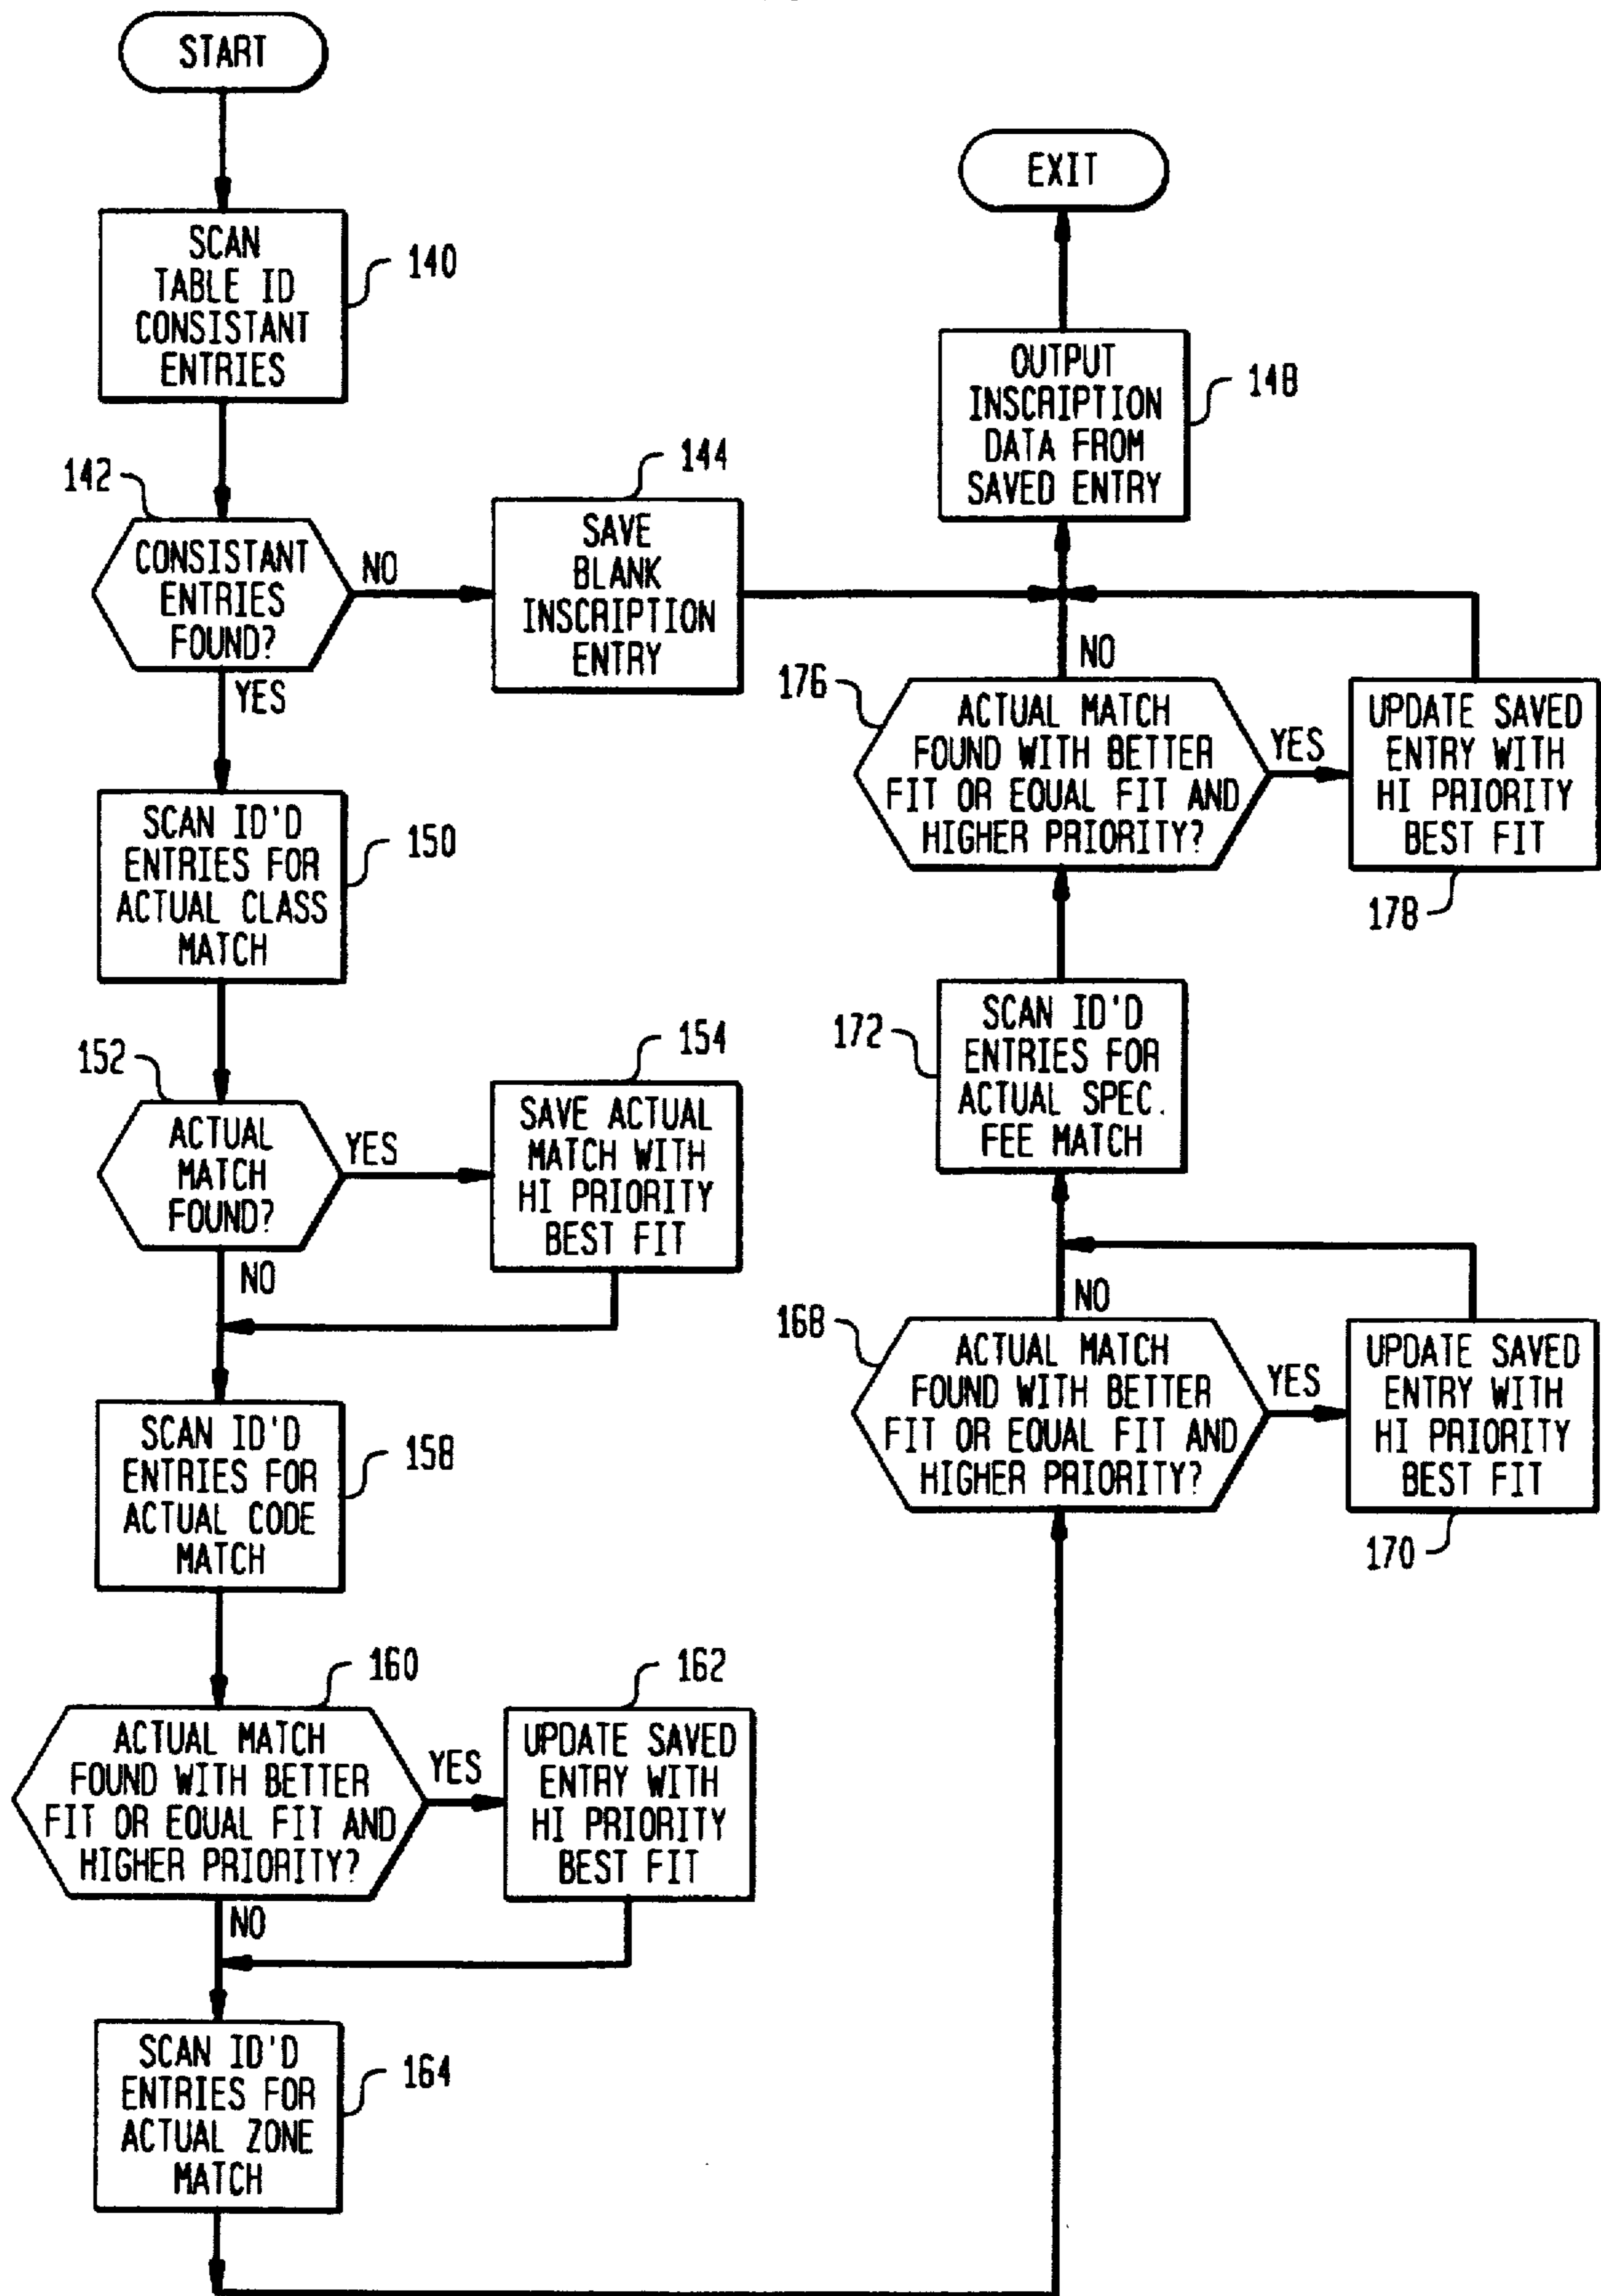 START
SCAN
TABLE ID
CONSISTANT
ENTRIES
140
142
CONSISTANT
ENTRIES
FOUND?
NO
YES
144
SAVE
BLANK
INSCRIPTION
ENTRY
SCAN ID'D
ENTRIES FOR
ACTUAL CLASS
MATCH
150
152
ACTUAL
MATCH
FOUND?
YES
NO
154
SAVE ACTUAL
MATCH WITH
HI PRIORITY
BEST FIT
SCAN ID'D
ENTRIES FOR
ACTUAL CODE
MATCH
158
160
ACTUAL MATCH
FOUND WITH BETTER
FIT OR EQUAL FIT AND
HIGHER PRIORITY?
YES
NO
162
UPDATE SAVED
ENTRY WITH
HI PRIORITY
BEST FIT
SCAN ID'D
ENTRIES FOR
ACTUAL ZONE
MATCH
164
EXIT
OUTPUT
INSCRIPTION
DATA FROM
SAVED ENTRY
148
NO
176
ACTUAL MATCH
FOUND WITH BETTER
FIT OR EQUAL FIT AND
HIGHER PRIORITY?
YES
UPDATE SAVED
ENTRY WITH
HI PRIORITY
BEST FIT
178
172
SCAN ID'D
ENTRIES FOR
ACTUAL SPEC.
FEE MATCH
NO
168
ACTUAL MATCH
FOUND WITH BETTER
FIT OR EQUAL FIT AND
HIGHER PRIORITY?
YES
UPDATE SAVED
ENTRY WITH
HI PRIORITY
BEST FIT
170